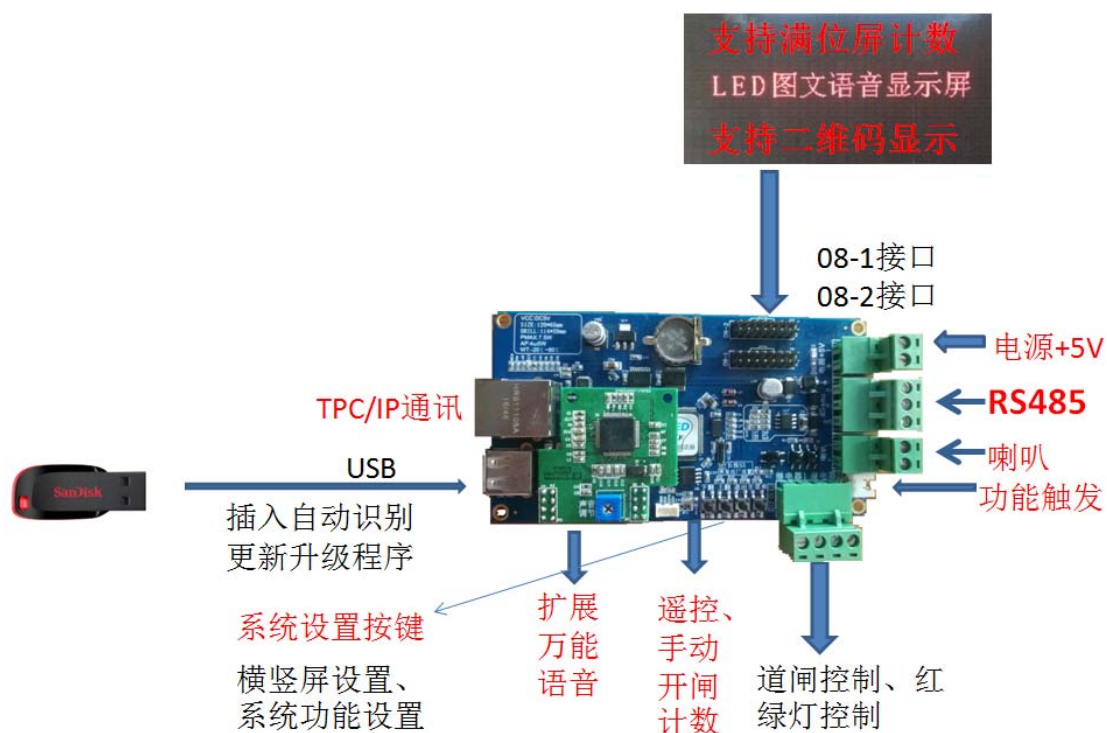 支持满位屏计数
LED图文语音显示屏
支持二维码显示
08-1接口
08-2接口
电源+5V
RS485
喇叭
功能触发
TPC/IP通讯
USB
SanDisk
插入自动识别
更新升级程序
系统设置按键
横竖屏设置、
系统功能设置
扩展
万能
语音
遥控、
手动
开闸
计数
道闸控制、红
绿灯控制
VCC:DC5V